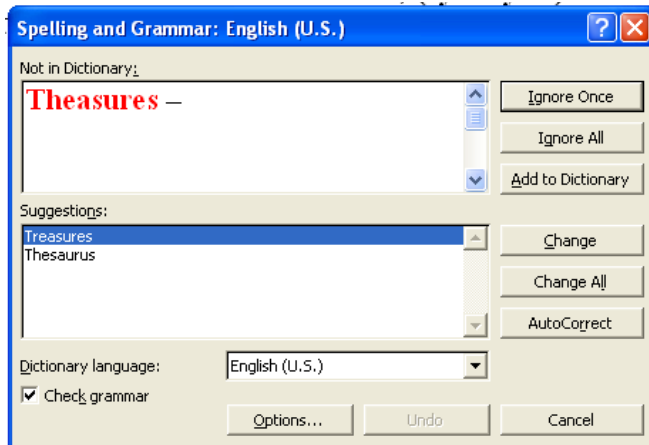 Spelling and Grammar: English (U.S.)
Not in Dictionary:
Theasures –
Ignore Once
Ignore All
Add to Dictionary
Suggestions:
Treasures
Thesaurus
Change
Change All
AutoCorrect
Dictionary language: English (U.S.)
Check grammar
Options... Undo Cancel